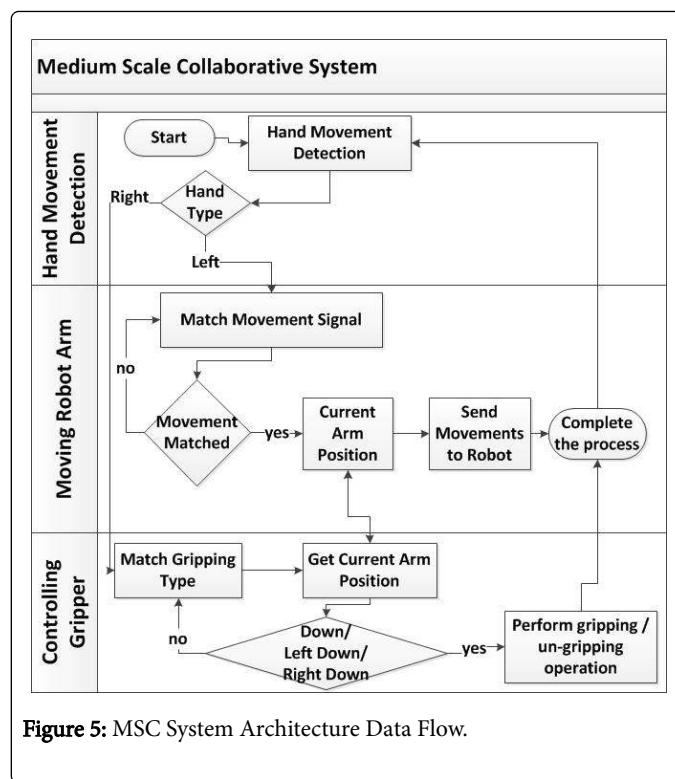 Medium Scale Collaborative System
Hand Movement
Detection
Start
Hand Movement
Detection
Right
Hand
Type
Left
Moving Robot Arm
Match Movement Signal
no
Movement
Matched
yes
Current
Arm
Position
Send
Movements
to Robot
Complete
the process
Controlling
Gripper
Match Gripping
Type
Get Current Arm
Position
no
Down/
Left Down/
Right Down
yes
Perform gripping /
un-gripping
operation
Figure 5: MSC System Architecture Data Flow.